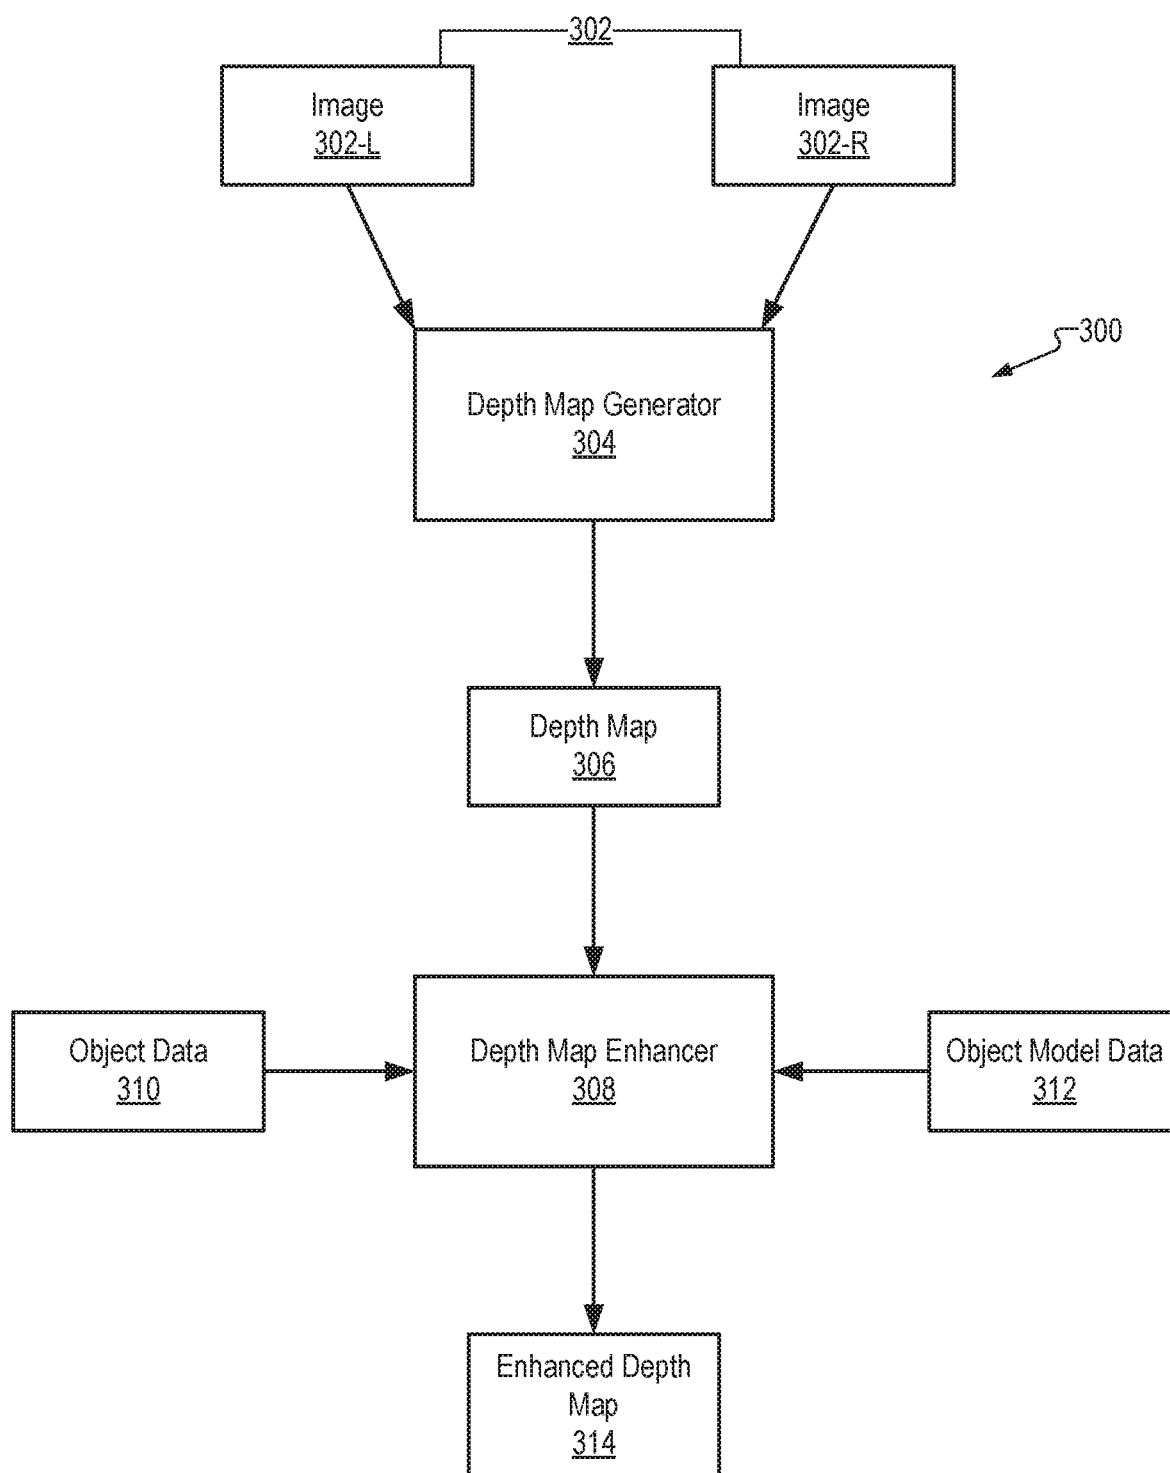 302
Image
302-L
Image
302-R
300
Depth Map Generator
304
Depth Map
306
Object Data
310
Depth Map Enhancer
308
Object Model Data
312
Enhanced Depth
Map
314